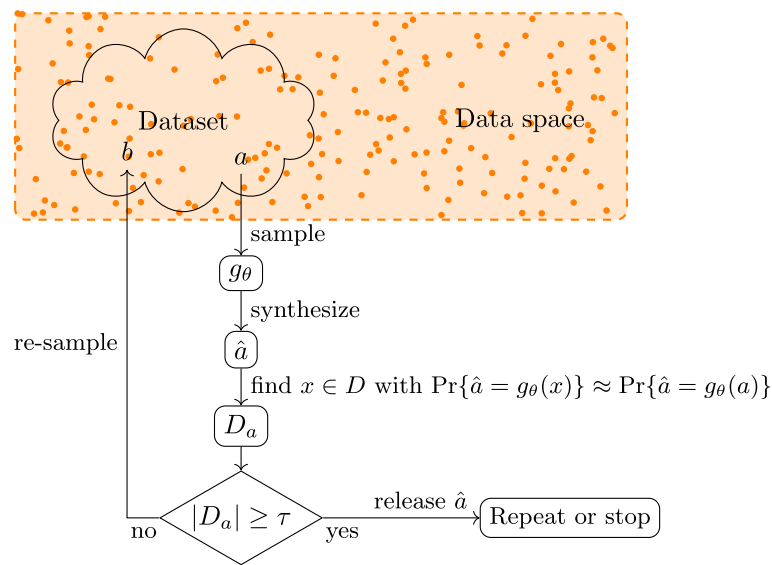 Dataset
Data space
b
a
sample
g_θ
synthesize
re-sample
â
find x ∈ D with Pr{â = g_θ(x)} ≈ Pr{â = g_θ(a)}
D_a
release â
|D_a| ≥ τ
Repeat or stop
no
yes